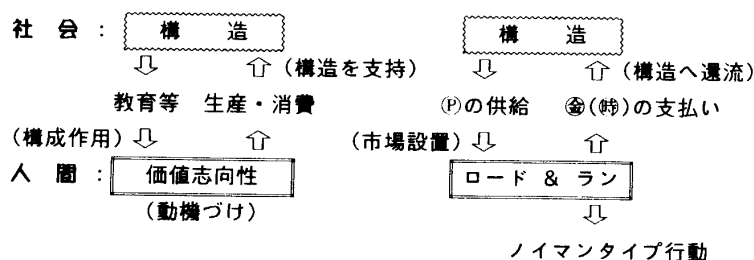 社 会 : 構 造 構 造
(構造を支持) (構造へ還流)
教育等 生産・消費 Ⓟの供給 ㊎(時)の支払い
(構成作用) (市場設置)
人 間 : 価値志向性 ロード & ラン
(動機づけ)
ノイマンタイプ行動